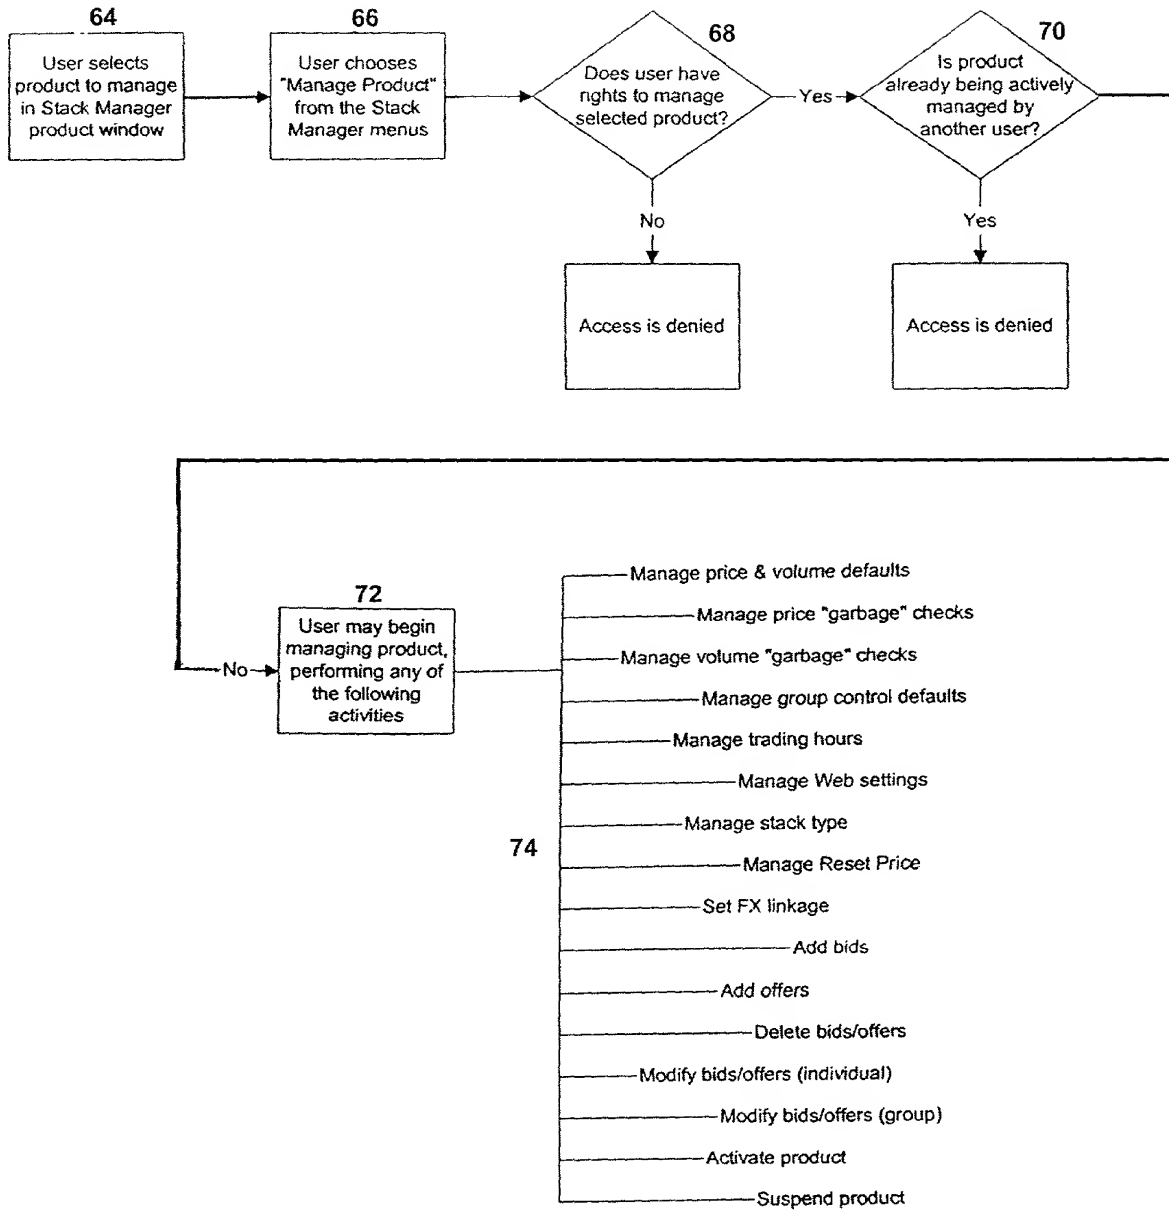 64
User selects
product to manage
in Stack Manager
product window
66
User chooses
"Manage Product"
from the Stack
Manager menus
68
Does user have
rights to manage
selected product?
Yes
70
Is product
already being actively
managed by
another user?
No
Yes
Access is denied
Access is denied
72
No
User may begin
managing product,
performing any of
the following
activities
74
Manage price & volume defaults
Manage price "garbage" checks
Manage volume "garbage" checks
Manage group control defaults
Manage trading hours
Manage Web settings
Manage stack type
Manage Reset Price
Set FX linkage
Add bids
Add offers
Delete bids/offers
Modify bids/offers (individual)
Modify bids/offers (group)
Activate product
Suspend product